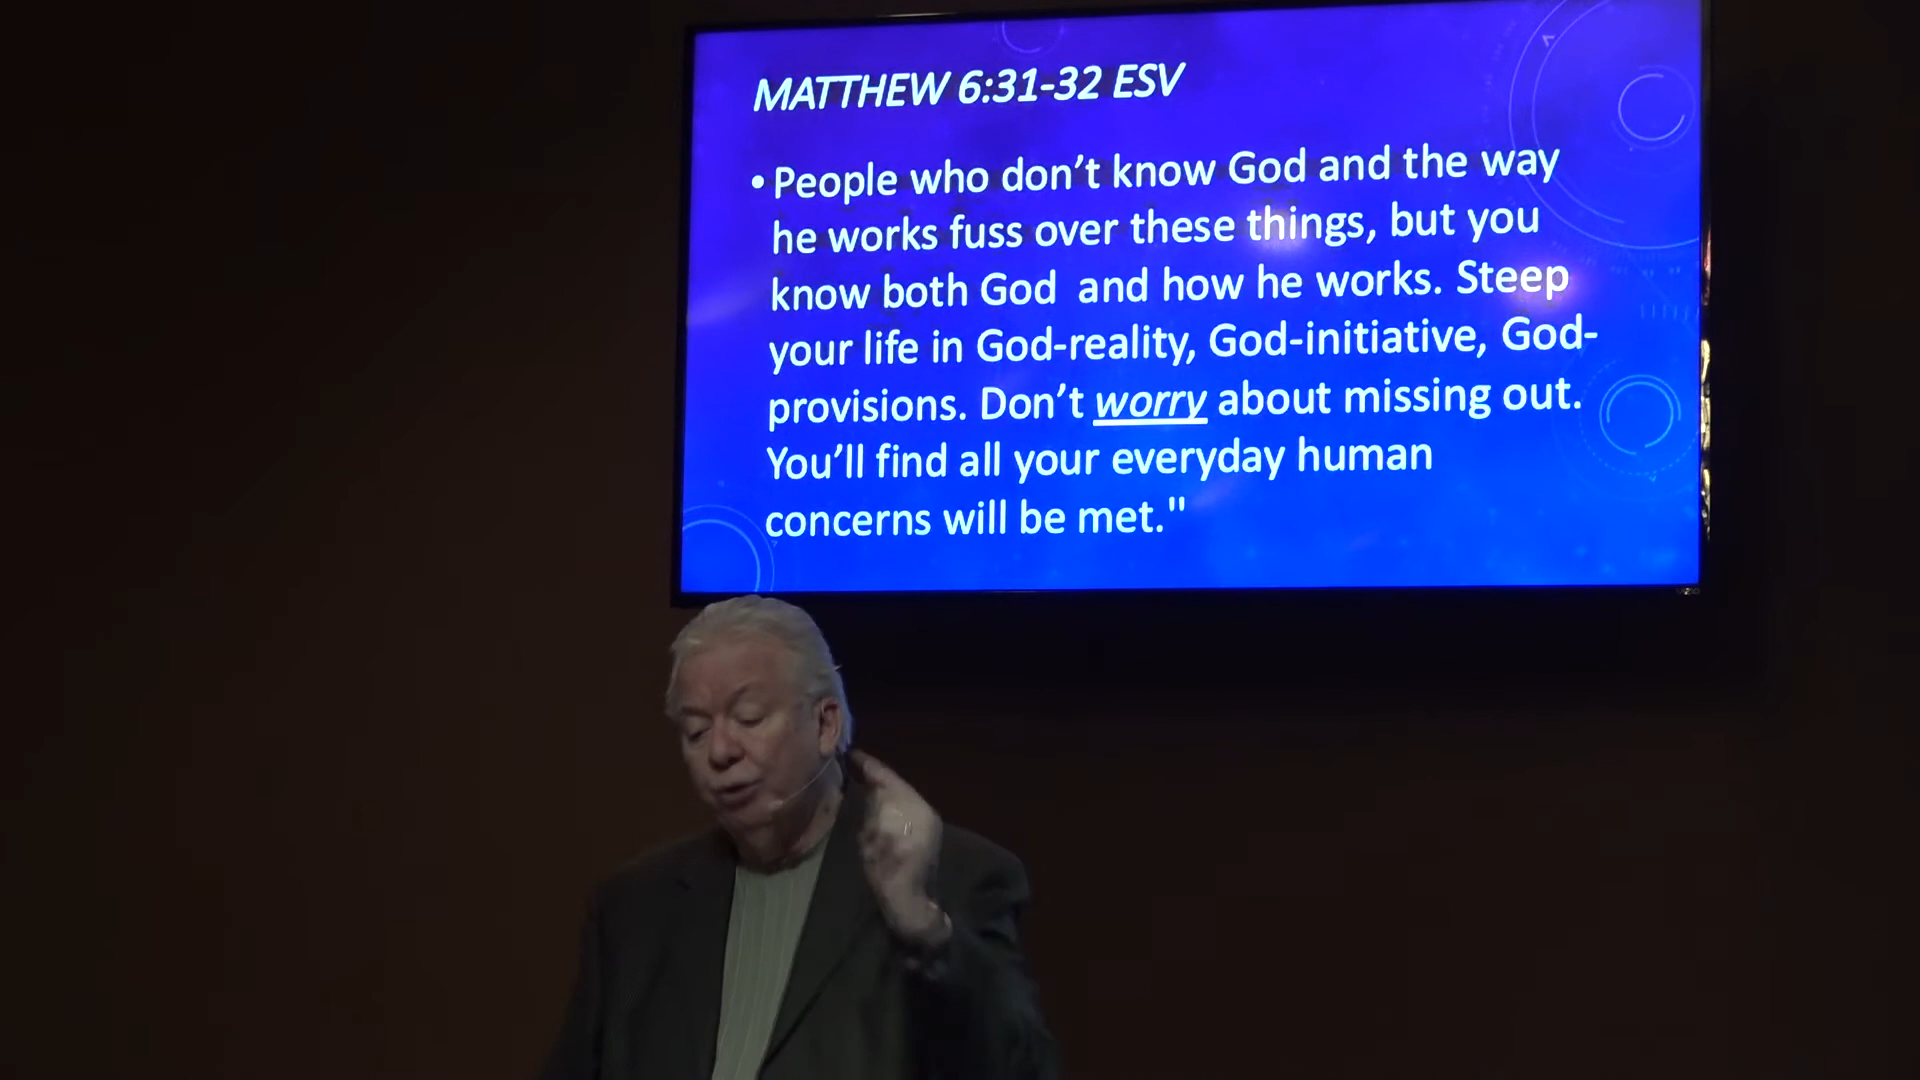 MATTHEW 6:31-32 ESV
• People who don't know God and the way
he works fuss over these things, but you
know both God  and how he works. Steep
your life in God-reality, God-initiative, God-
provisions. Don't worry about missing out.
You'll find all your everyday human
concerns will be met."
VIZIO